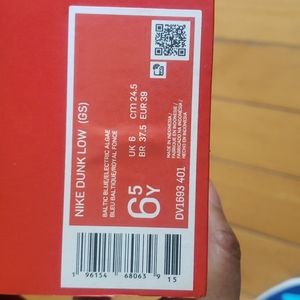 NIKE DUNK LOW (GS)
BALTIC BLUE/ELECTRIC ALGAE
BLEU BALTIQUE/ROYAL FONCE
UK 6 cm 24.5
BR 37.5 EUR 39
6.5Y
MADE IN INDONESIA /
FABRIQUE EN INDONESIE /
FABRICADO NA INDONESIA /
HECHO EN INDONESIA
DV1693 401
1 96154 68063 9 15